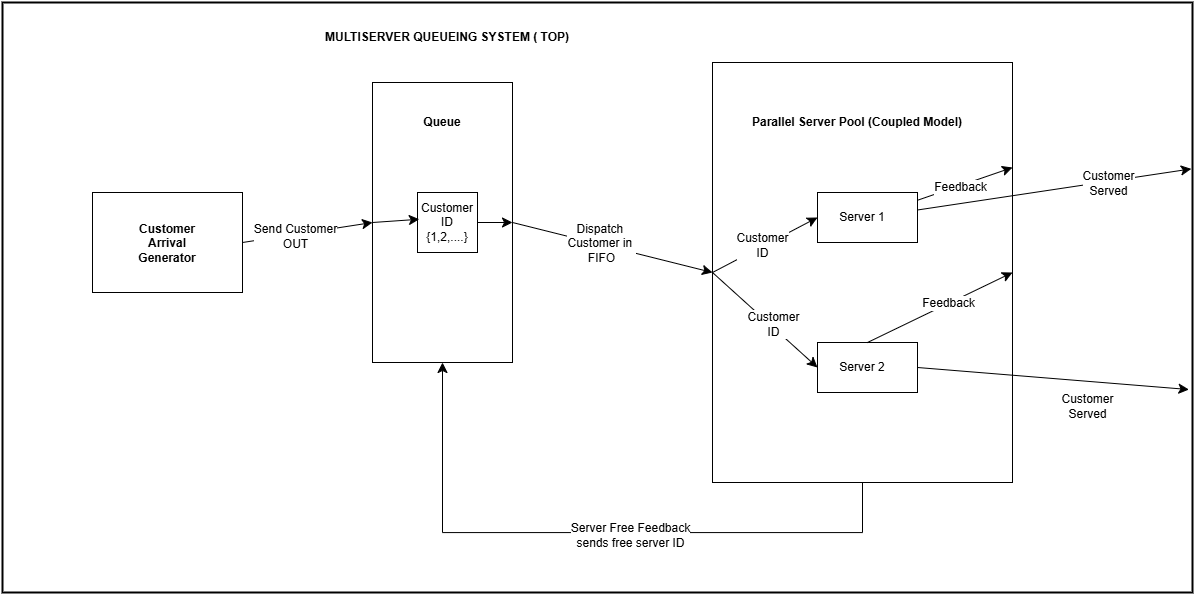 MULTISERVER QUEUEING SYSTEM ( TOP)
Queue
Parallel Server Pool (Coupled Model)
Customer
Arrival
Generator
Send Customer
OUT
Customer
ID
{1,2,....}
Dispatch
Customer in
FIFO
Customer
ID
Customer
ID
Server 1
Feedback
Customer
Served
Server 2
Feedback
Customer
Served
Server Free Feedback
sends free server ID